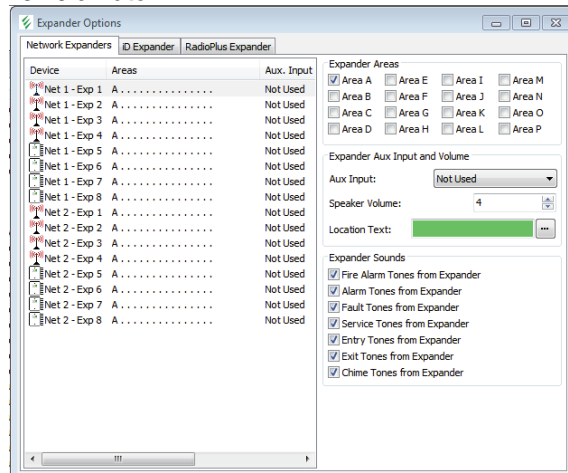 Expander Options
Network Expanders iD Expander RadioPlus Expander
Device Areas Aux. Input
Net 1 - Exp 1 A . . . . . . . . . . . . . . . Not Used
Net 1 - Exp 2 A . . . . . . . . . . . . . . . Not Used
Net 1 - Exp 3 A . . . . . . . . . . . . . . . Not Used
Net 1 - Exp 4 A . . . . . . . . . . . . . . . Not Used
Net 1 - Exp 5 A . . . . . . . . . . . . . . . Not Used
Net 1 - Exp 6 A . . . . . . . . . . . . . . . Not Used
Net 1 - Exp 7 A . . . . . . . . . . . . . . . Not Used
Net 1 - Exp 8 A . . . . . . . . . . . . . . . Not Used
Net 2 - Exp 1 A . . . . . . . . . . . . . . . Not Used
Net 2 - Exp 2 A . . . . . . . . . . . . . . . Not Used
Net 2 - Exp 3 A . . . . . . . . . . . . . . . Not Used
Net 2 - Exp 4 A . . . . . . . . . . . . . . . Not Used
Net 2 - Exp 5 A . . . . . . . . . . . . . . . Not Used
Net 2 - Exp 6 A . . . . . . . . . . . . . . . Not Used
Net 2 - Exp 7 A . . . . . . . . . . . . . . . Not Used
Net 2 - Exp 8 A . . . . . . . . . . . . . . . Not Used
Expander Areas
Area A Area E Area I Area M
Area B Area F Area J Area N
Area C Area G Area K Area O
Area D Area H Area L Area P
Expander Aux Input and Volume
Aux Input: Not Used
Speaker Volume: 4
Location Text: ...
Expander Sounds
Fire Alarm Tones from Expander
Alarm Tones from Expander
Fault Tones from Expander
Service Tones from Expander
Entry Tones from Expander
Exit Tones from Expander
Chime Tones from Expander